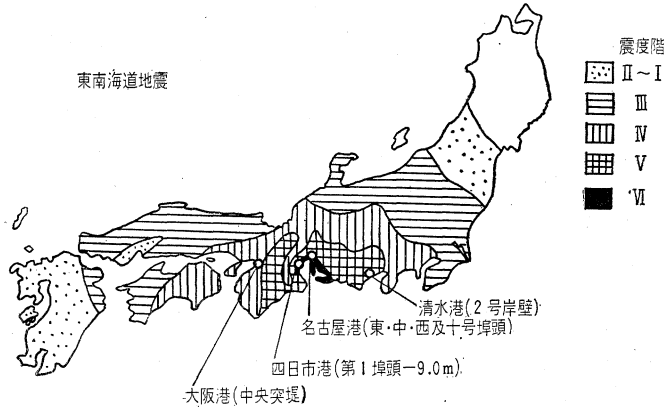 東南海道地震
震度階
Ⅱ～Ⅰ
Ⅲ
Ⅳ
Ⅴ
Ⅵ
清水港(2号岸壁)
名古屋港(東・中・西及十号埠頭)
四日市港(第1埠頭－9.0m)
大阪港(中央突堤)